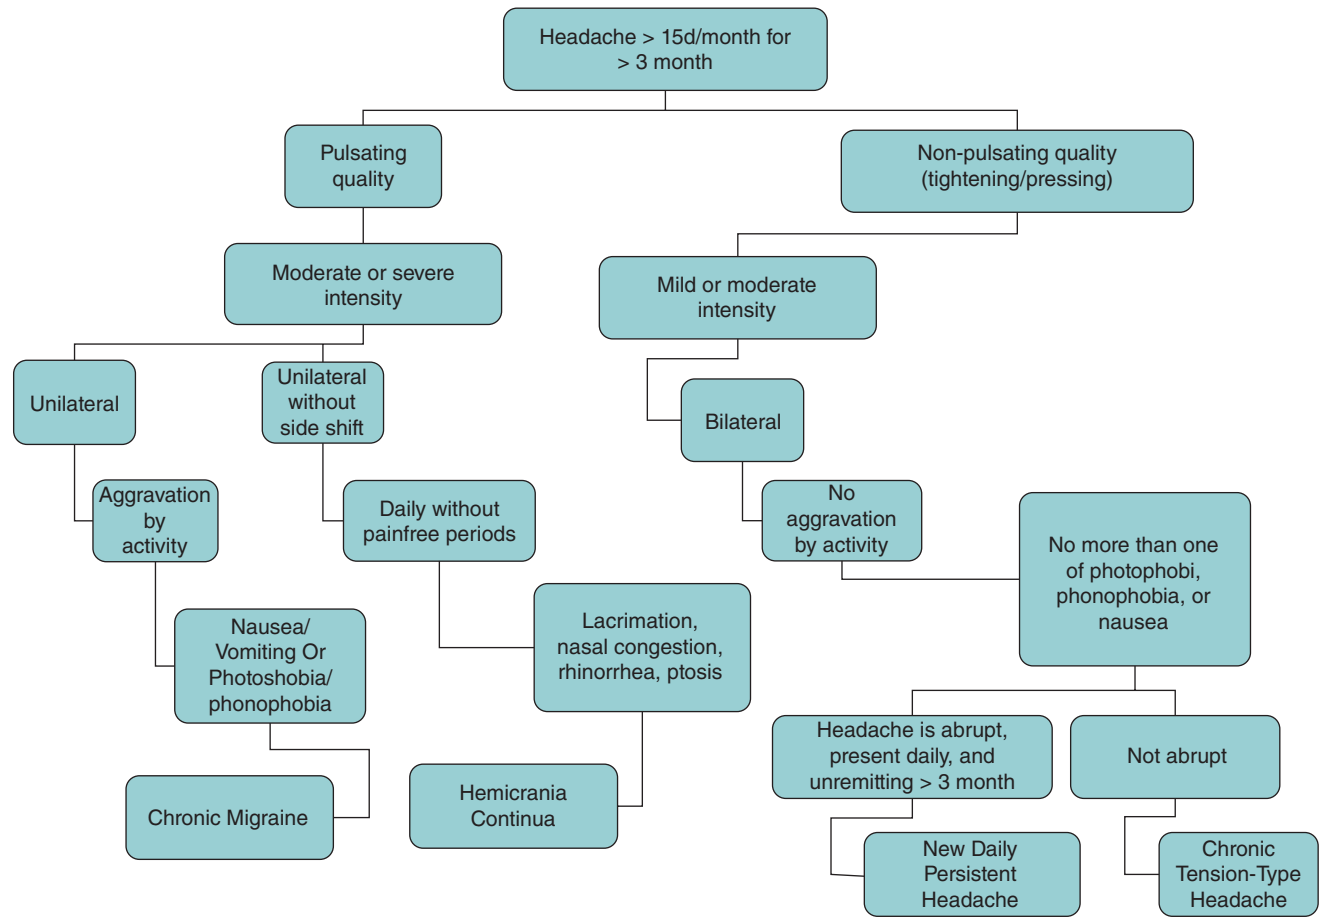 Headache > 15d/month for
> 3 month
Pulsating
quality
Non-pulsating quality
(tightening/pressing)
Moderate or severe
intensity
Mild or moderate
intensity
Unilateral
Unilateral
without
side shift
Bilateral
Aggravation
by
activity
Daily without
painfree periods
No
aggravation
by activity
No more than one
of photophobi,
phonophobia, or
nausea
Nausea/
Vomiting Or
Photoshobia/
phonophobia
Lacrimation,
nasal congestion,
rhinorrhea, ptosis
Headache is abrupt,
present daily, and
unremitting > 3 month
Not abrupt
Chronic Migraine
Hemicrania
Continua
New Daily
Persistent
Headache
Chronic
Tension-Type
Headache